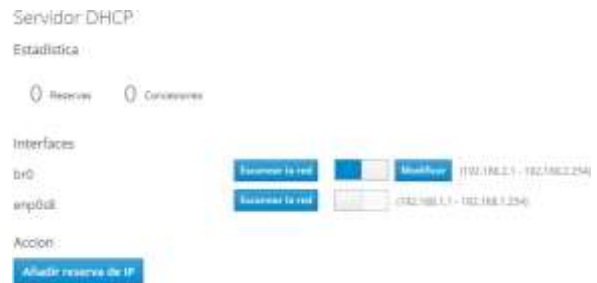 Servidor DHCP
Estadística
0 Reservas 0 Concesiones
Interfaces
br0 Escanear la red Modificar (192.168.2.1 - 192.168.2.254)
enp0s8 Escanear la red (192.168.1.1 - 192.168.1.254)
Accion
Añadir reserva de IP